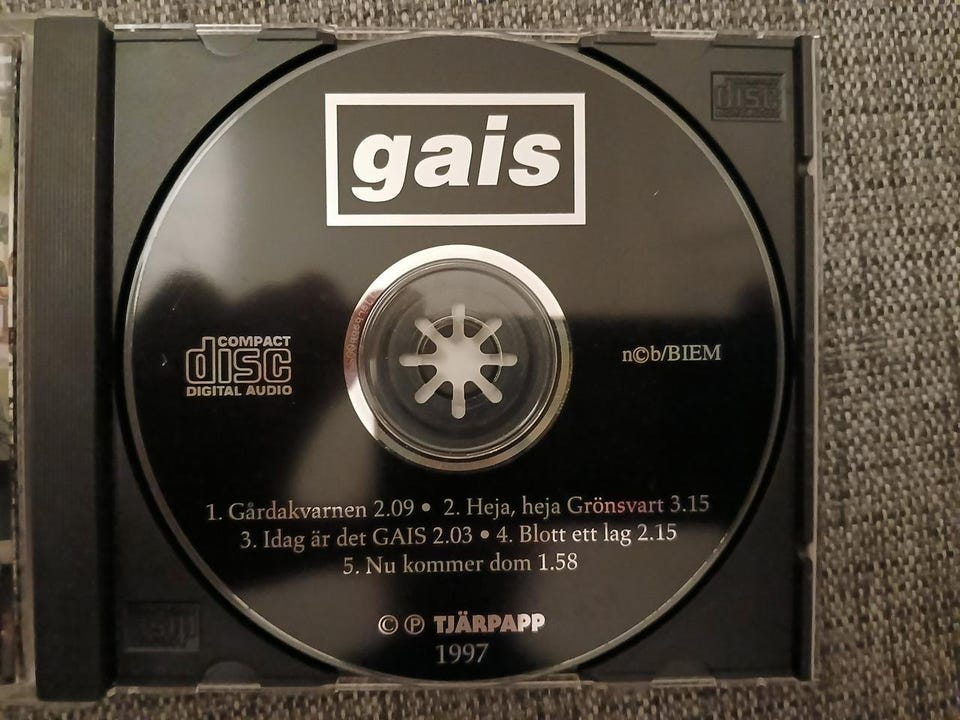 gais
disc
COMPACT
disc
DIGITAL AUDIO
n©b/BIEM
1. Gårdakvarnen 2.09 • 2. Heja, heja Grönsvart 3.15
3. Idag är det GAIS 2.03 • 4. Blott ett lag 2.15
5. Nu kommer dom 1.58
© ℗ TJÄRPAPP
1997